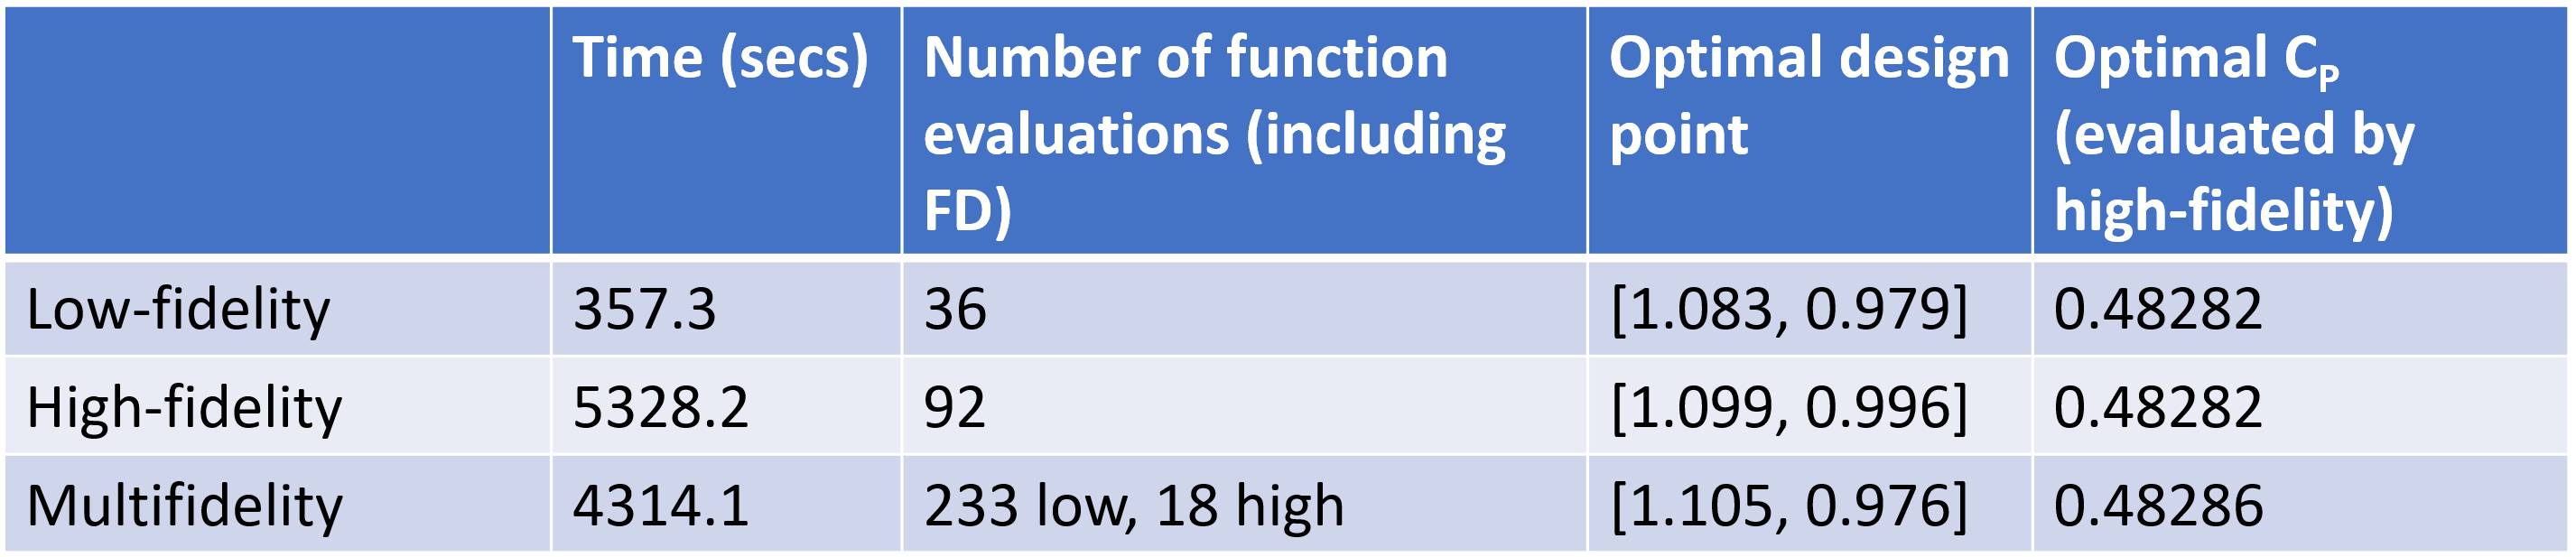 Time (secs)
Number of function
evaluations (including
FD)
Optimal design
point
Optimal CP
(evaluated by
high-fidelity)
Low-fidelity 357.3 36 [1.083, 0.979] 0.48282
High-fidelity 5328.2 92 [1.099, 0.996] 0.48282
Multifidelity 4314.1 233 low, 18 high [1.105, 0.976] 0.48286